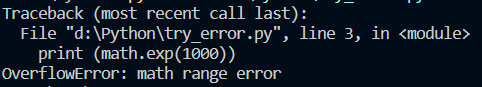 Traceback (most recent call last):
  File "d:\Python\try_error.py", line 3, in <module>
    print (math.exp(1000))
OverflowError: math range error